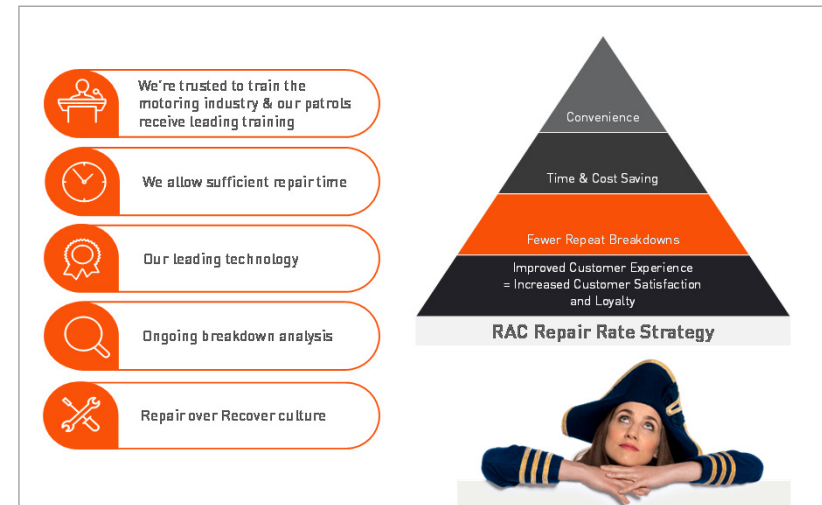 We're trusted to train the
motoring industry & our patrols
receive leading training
We allow sufficient repair time
Our leading technology
Ongoing breakdown analysis
Repair over Recover culture
Convenience
Time & Cost Saving
Fewer Repeat Breakdowns
Improved Customer Experience
= Increased Customer Satisfaction
and Loyalty
RAC Repair Rate Strategy